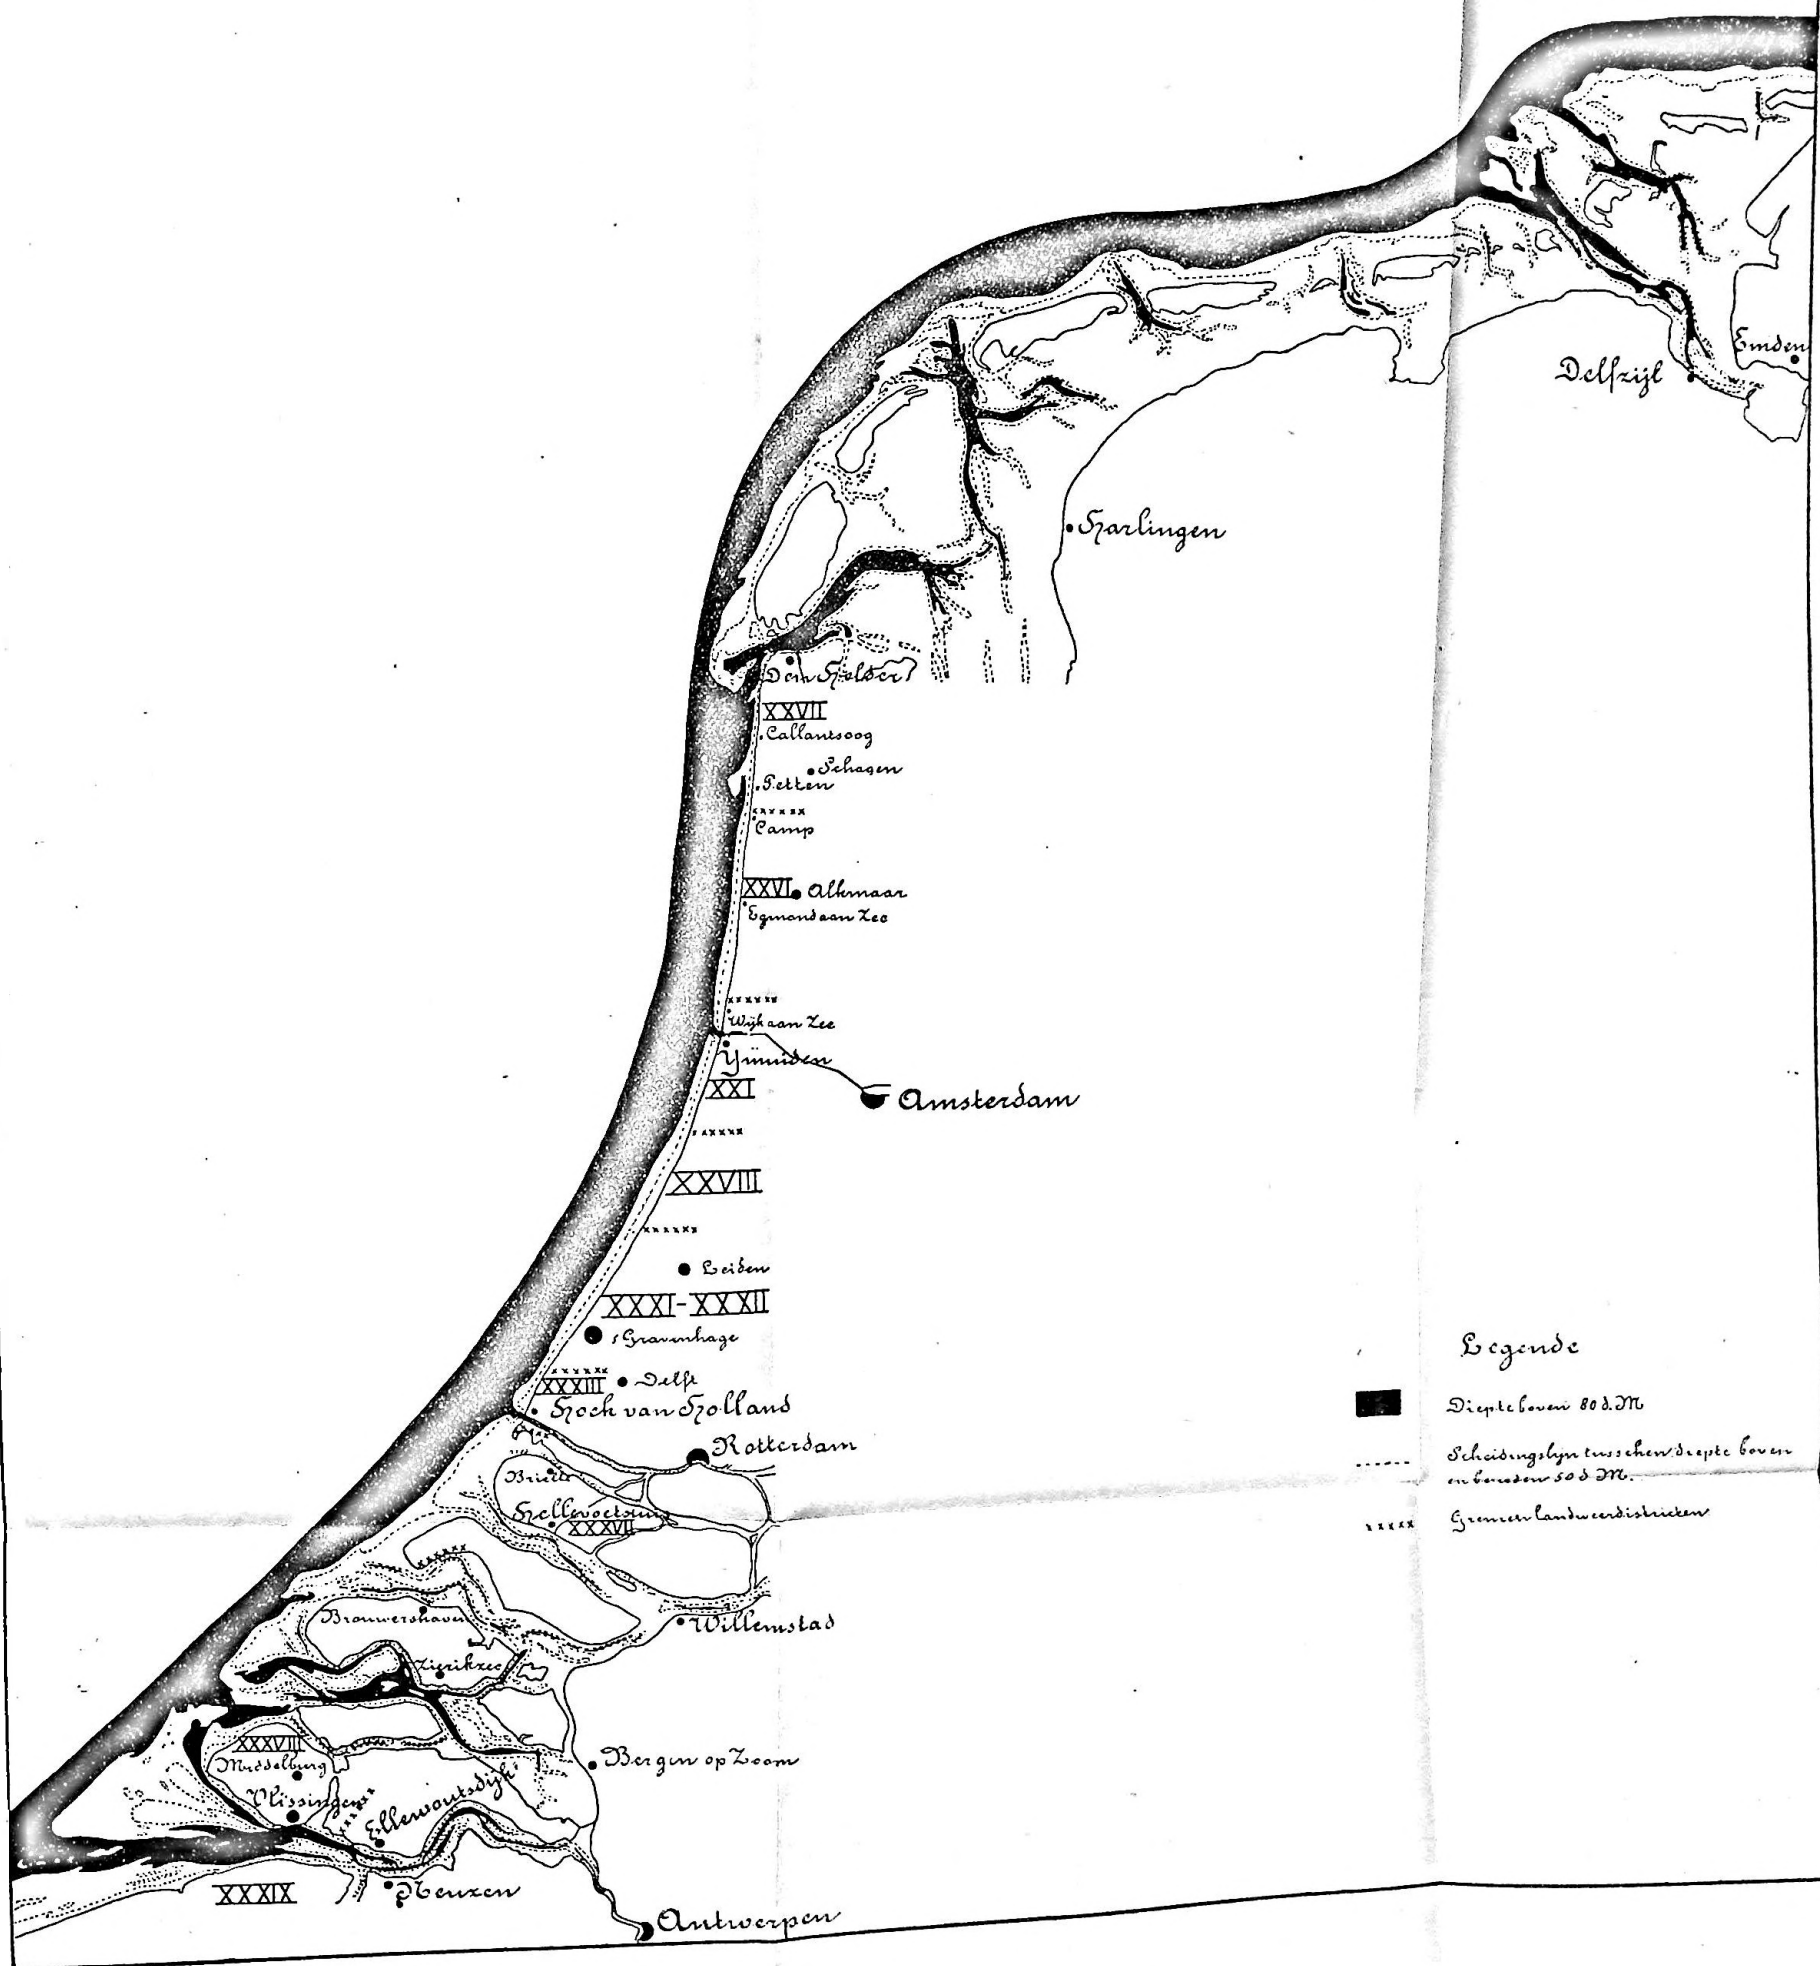 Emden
Delfzijl
Harlingen
Den Helder
XXVII
Callantsoog
Schagen
Petten
Camp
XXVI
Alkmaar
Egmond aan Zee
Wijk aan Zee
Ymuiden
XXI
Amsterdam
XXVIII
Leiden
XXXI-XXXII
s Gravenhage
XXXIII
Delft
Hoek van Holland
Rotterdam
Brielle
Hellevoetsluis
XXXVII
Brouwershaven
Willemstad
Zierikzee
XXXVIII
Middelburg
Bergen op Zoom
Vlissingen
Ellewoutsdijk
XXXIX
Neuzen
Antwerpen
Legende
Diepte boven 80 d.M
Scheidingslijn tusschen diepte boven
en beneden 50 d M.
Grenzen landweerdistricten